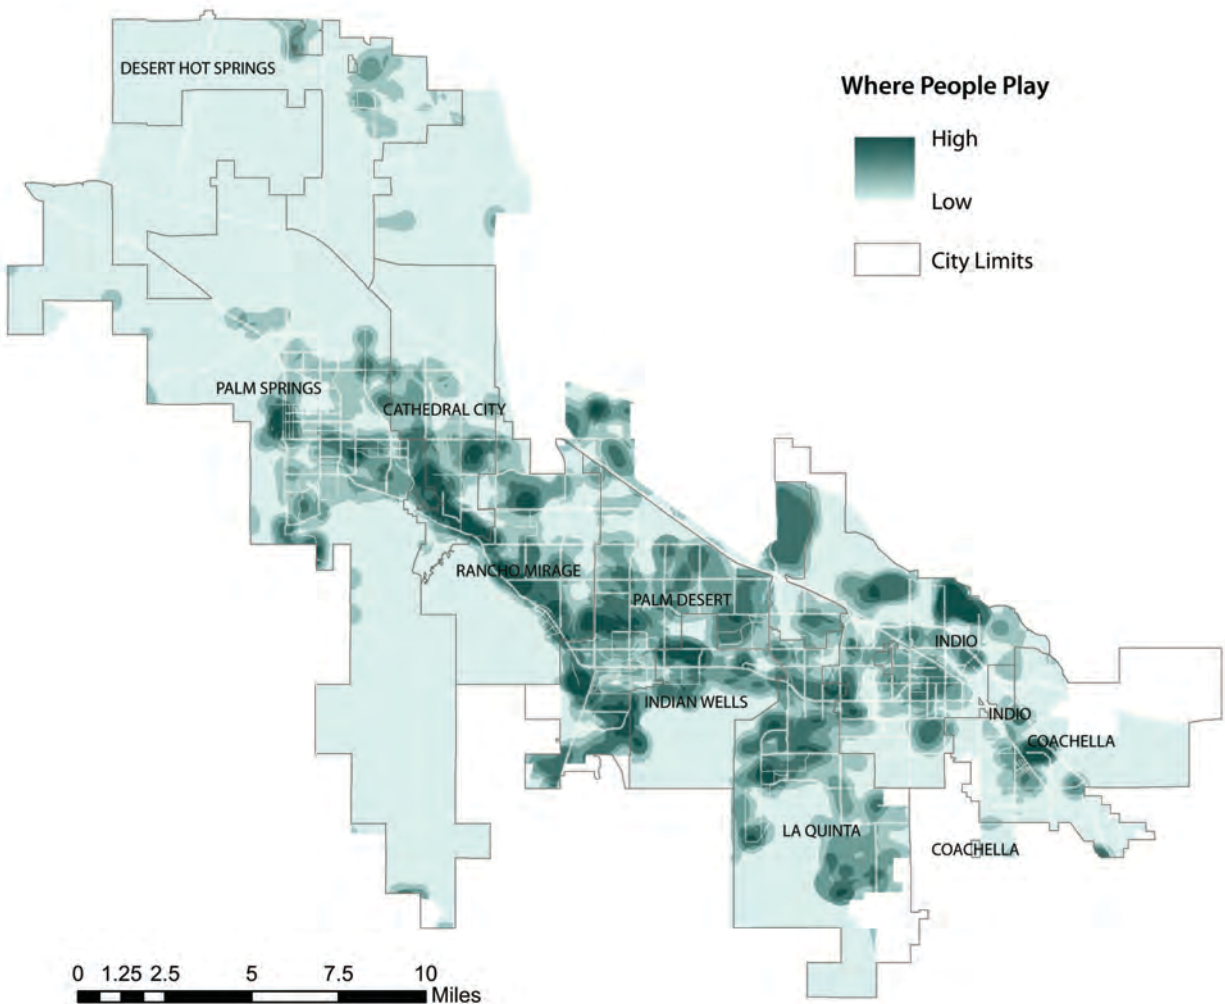 DESERT HOT SPRINGS
Where People Play
High
Low
City Limits
PALM SPRINGS
CATHEDRAL CITY
RANCHO MIRAGE
PALM DESERT
INDIO
INDIAN WELLS
INDIO
COACHELLA
LA QUINTA
COACHELLA
0 1.25 2.5 5 7.5 10
Miles